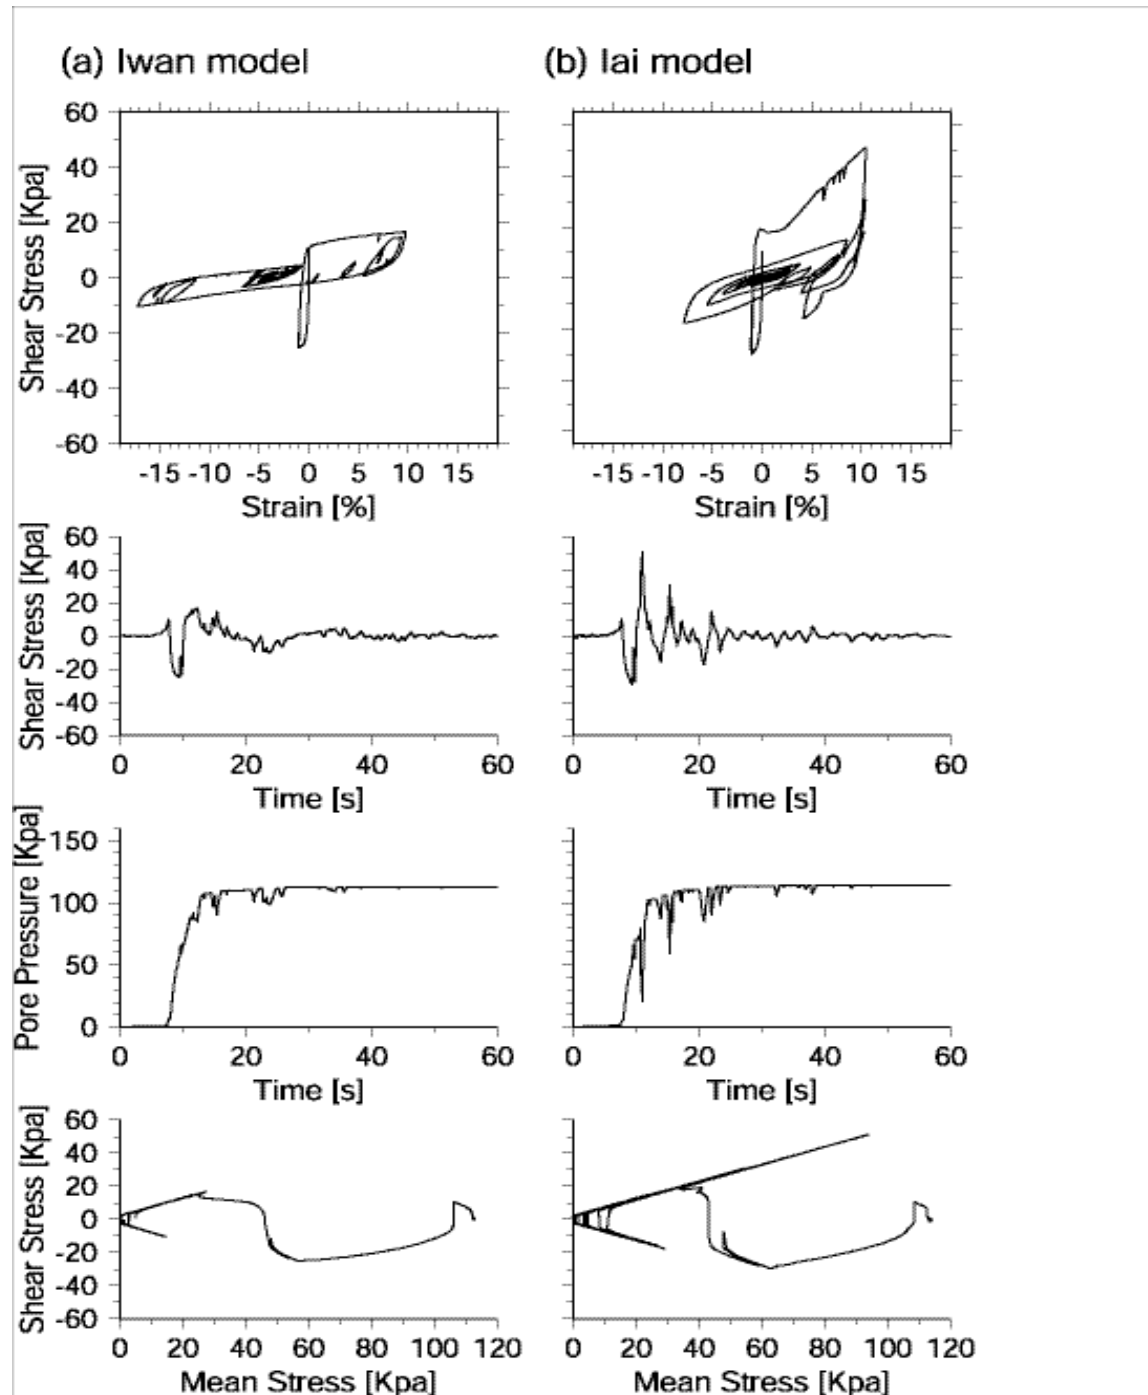 (a) Iwan model (b) Iai model
60
40
20
0
-20
-40
-60
Shear Stress [Kpa]
-15 -10 -5 0 5 10 15 -15 -10 -5 0 5 10 15
Strain [%] Strain [%]
60
40
20
0
-20
-40
-60
Shear Stress [Kpa]
0 20 40 60 0 20 40 60
Time [s] Time [s]
150
100
50
0
Pore Pressure [Kpa]
0 20 40 60 0 20 40 60
Time [s] Time [s]
60
40
20
0
-20
-40
-60
Shear Stress [Kpa]
0 20 40 60 80 100 120 0 20 40 60 80 100 120
Mean Stress [Kpa] Mean Stress [Kpa]